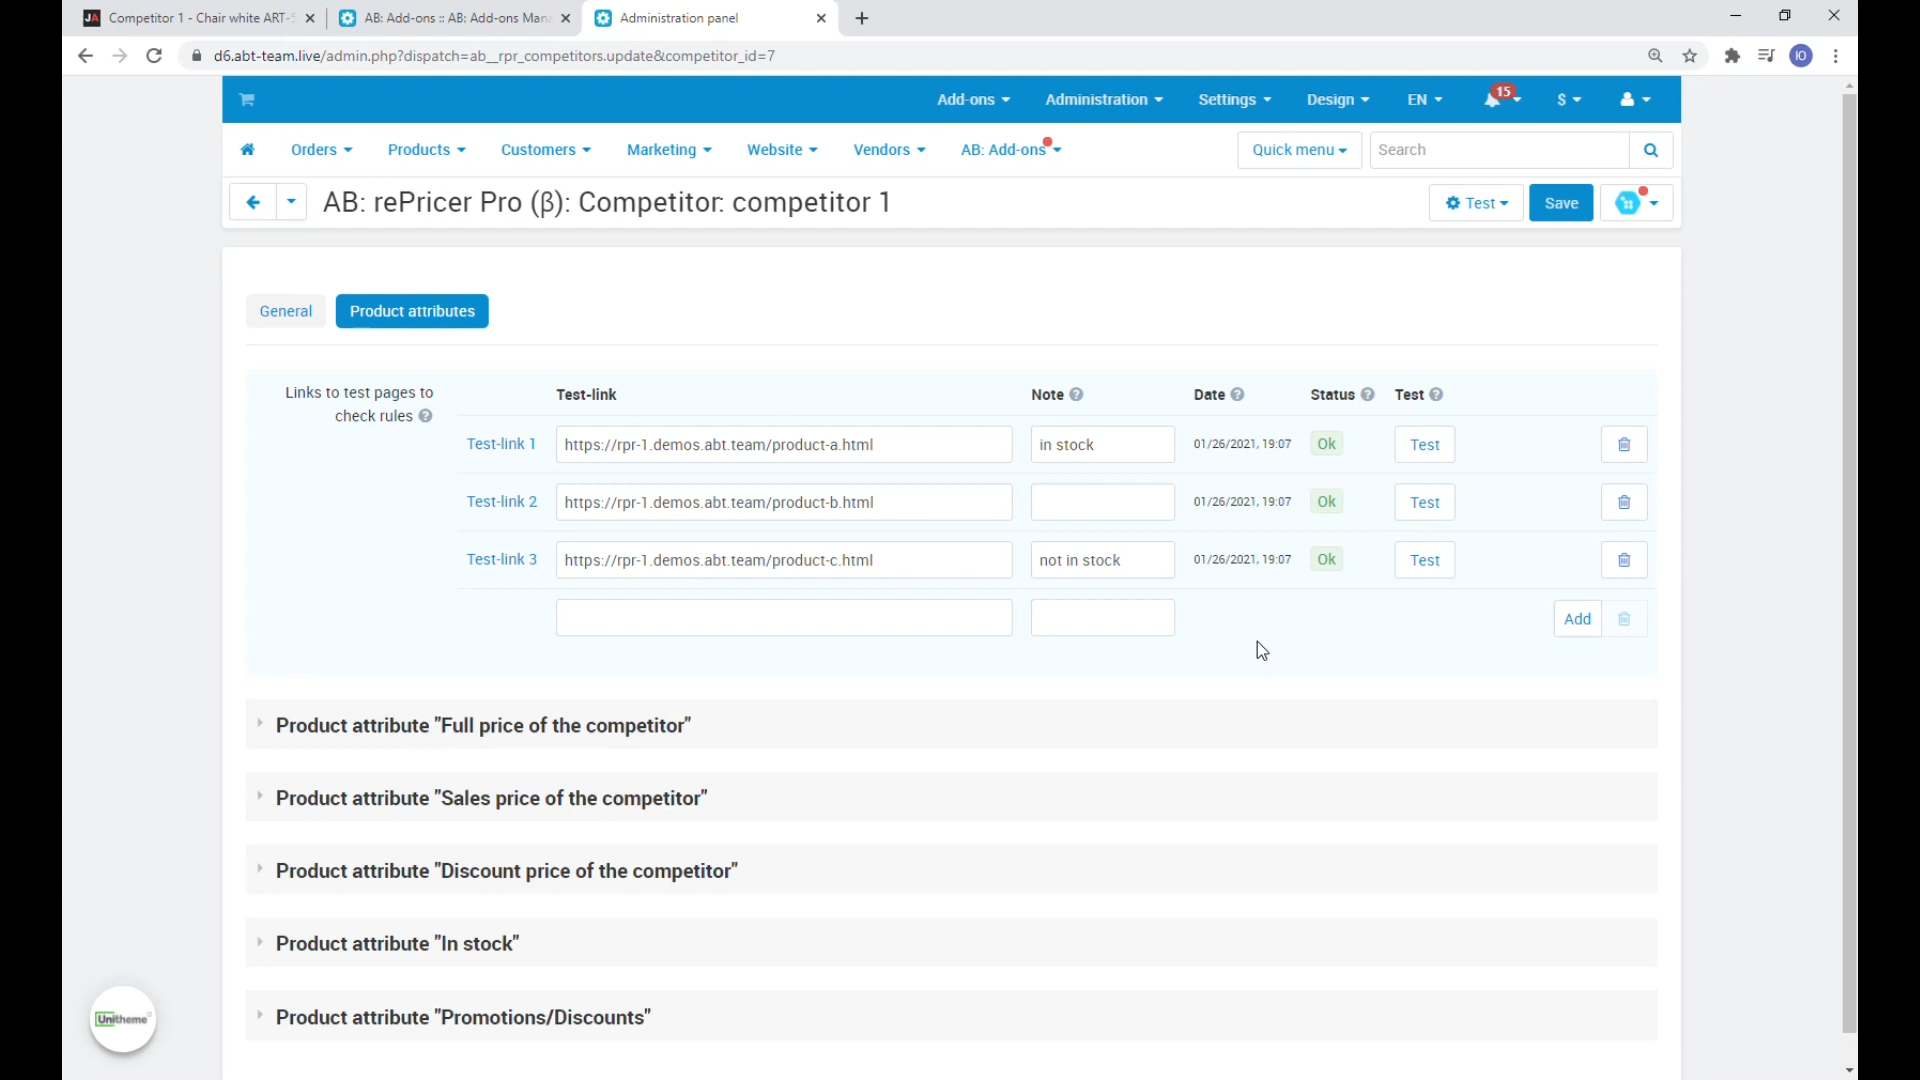 JA Competitor 1 - Chair white ART-
AB: Add-ons :: AB: Add-ons Man
Administration panel
d6.abt-team.live/admin.php?dispatch=ab__rpr_competitors.update&competitor_id=7
Ю
Add-ons Administration Settings Design EN 15 $
Orders Products Customers Marketing Website Vendors AB: Add-ons Quick menu Search
AB: rePricer Pro (β): Competitor: competitor 1 Test Save
General Product attributes
Links to test pages to
check rules
Test-link Note Date Status Test
Test-link 1 https://rpr-1.demos.abt.team/product-a.html in stock 01/26/2021, 19:07 Ok Test
Test-link 2 https://rpr-1.demos.abt.team/product-b.html 01/26/2021, 19:07 Ok Test
Test-link 3 https://rpr-1.demos.abt.team/product-c.html not in stock 01/26/2021, 19:07 Ok Test
Add
Product attribute "Full price of the competitor"
Product attribute "Sales price of the competitor"
Product attribute "Discount price of the competitor"
Product attribute "In stock"
Product attribute "Promotions/Discounts"
Unitheme